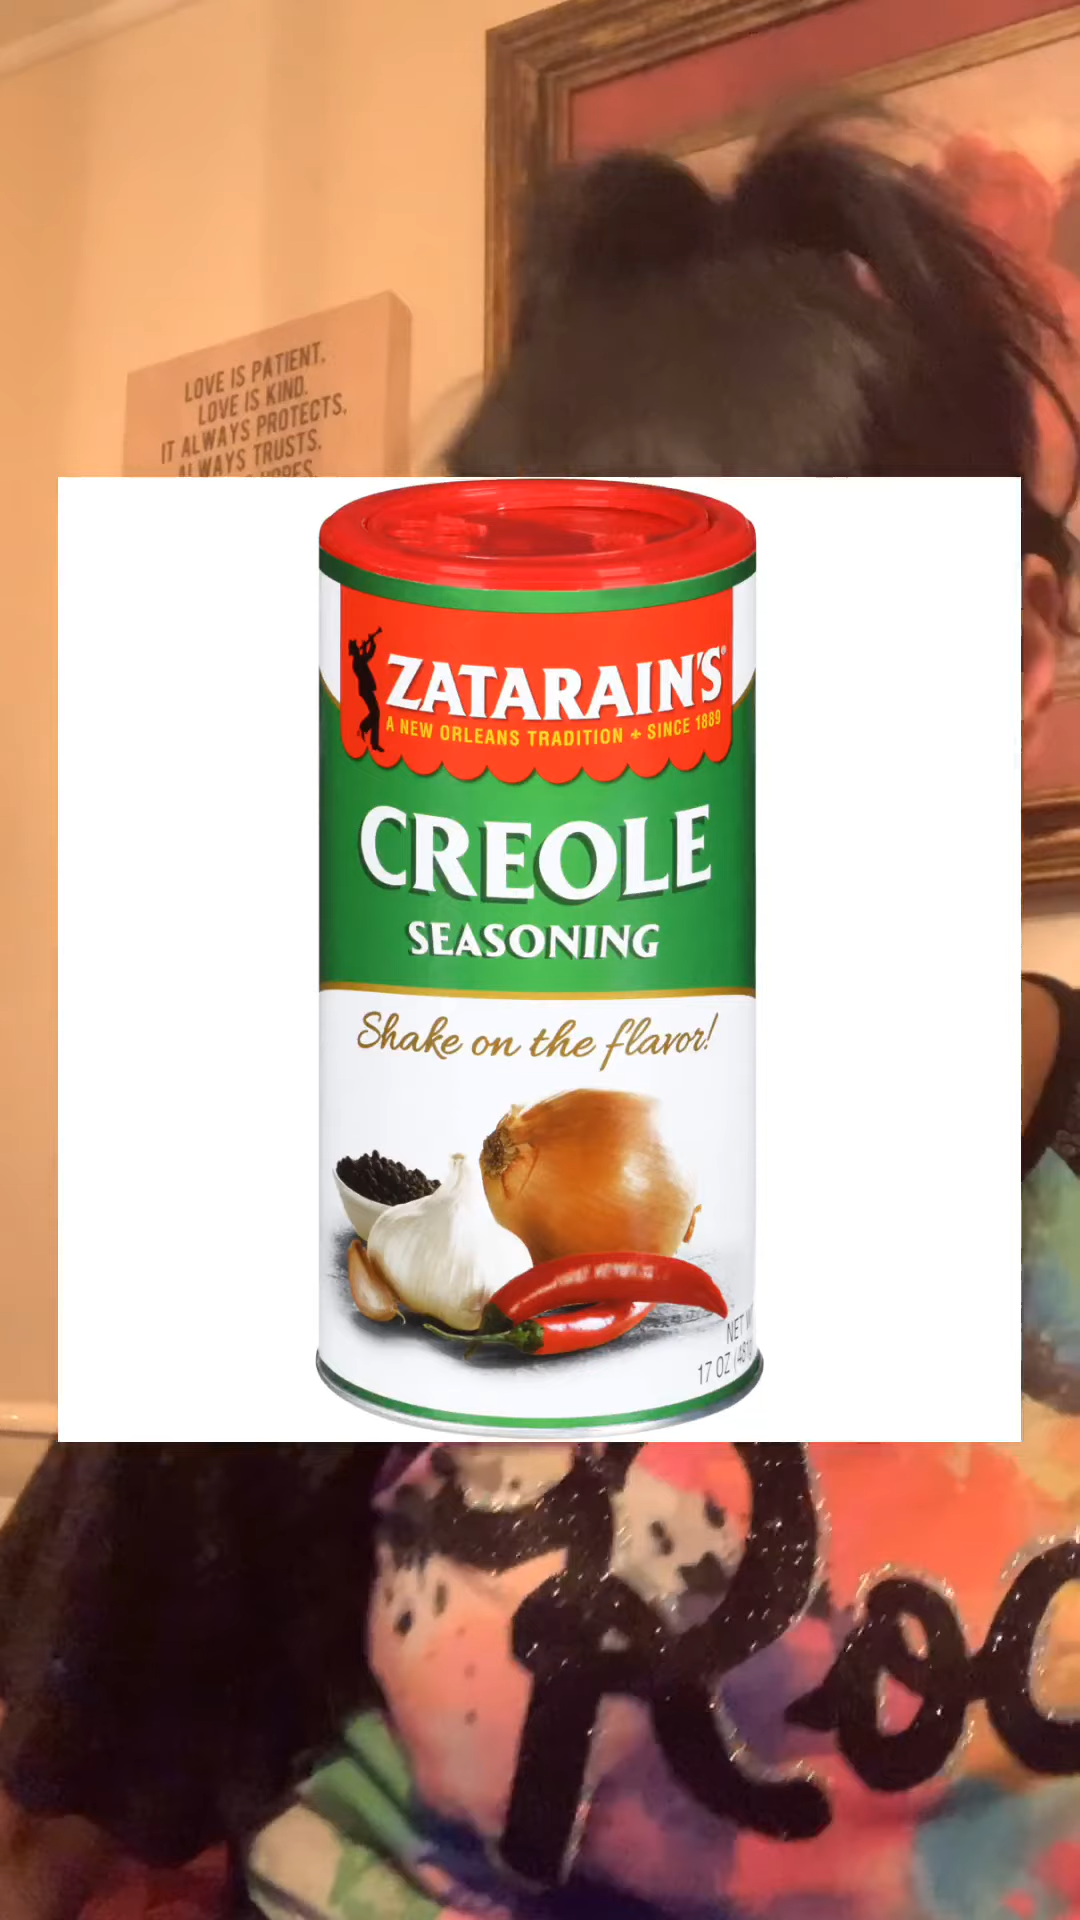 LOVE IS PATIENT.
LOVE IS KIND.
IT ALWAYS PROTECTS,
ALWAYS TRUSTS.
HOPES
ZATARAIN'S®
A NEW ORLEANS TRADITION + SINCE 1889
CREOLE
SEASONING
Shake on the flavor!
NET
17 OZ